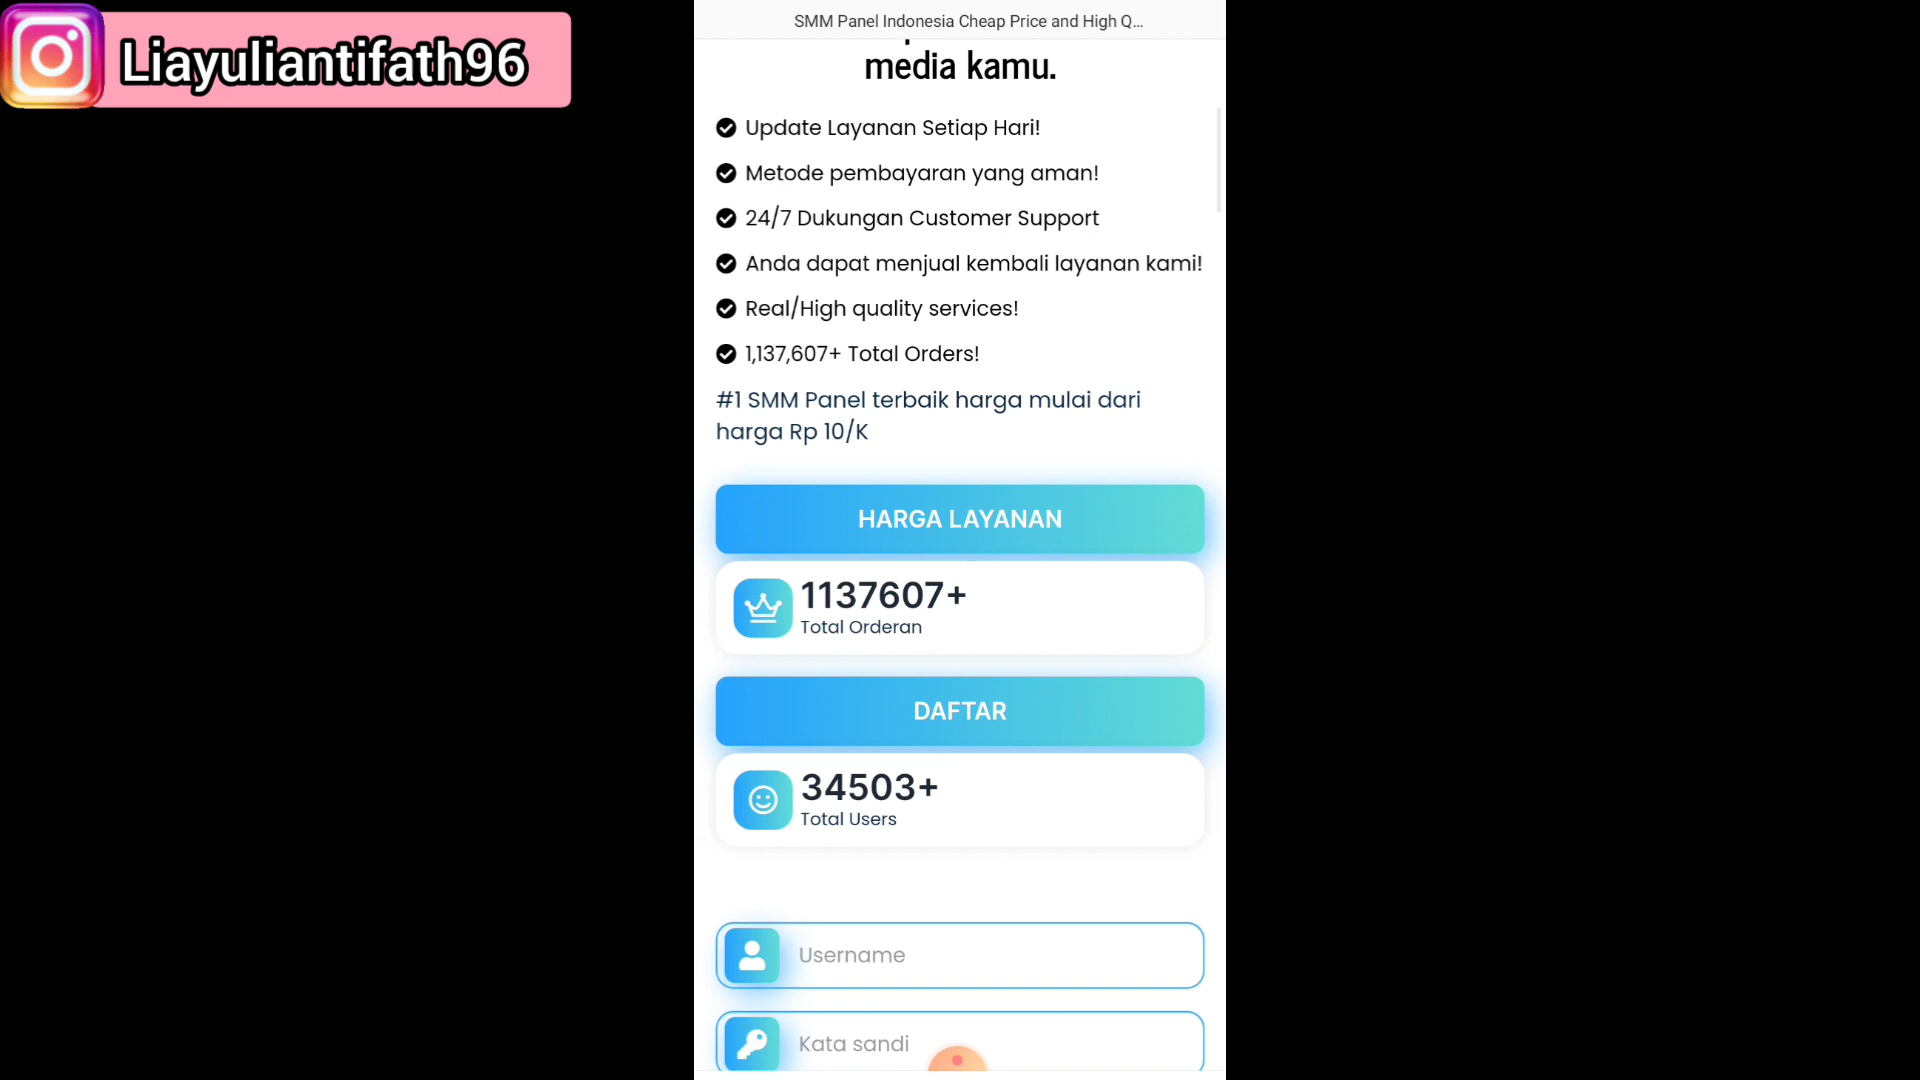 Liayuliantifath96
SMM Panel Indonesia Cheap Price and High Q...
media kamu.
Update Layanan Setiap Hari!
Metode pembayaran yang aman!
24/7 Dukungan Customer Support
Anda dapat menjual kembali layanan kami!
Real/High quality services!
1,137,607+ Total Orders!
#1 SMM Panel terbaik harga mulai dari
harga Rp 10/K
HARGA LAYANAN
1137607+
Total Orderan
DAFTAR
34503+
Total Users
Username
Kata sandi